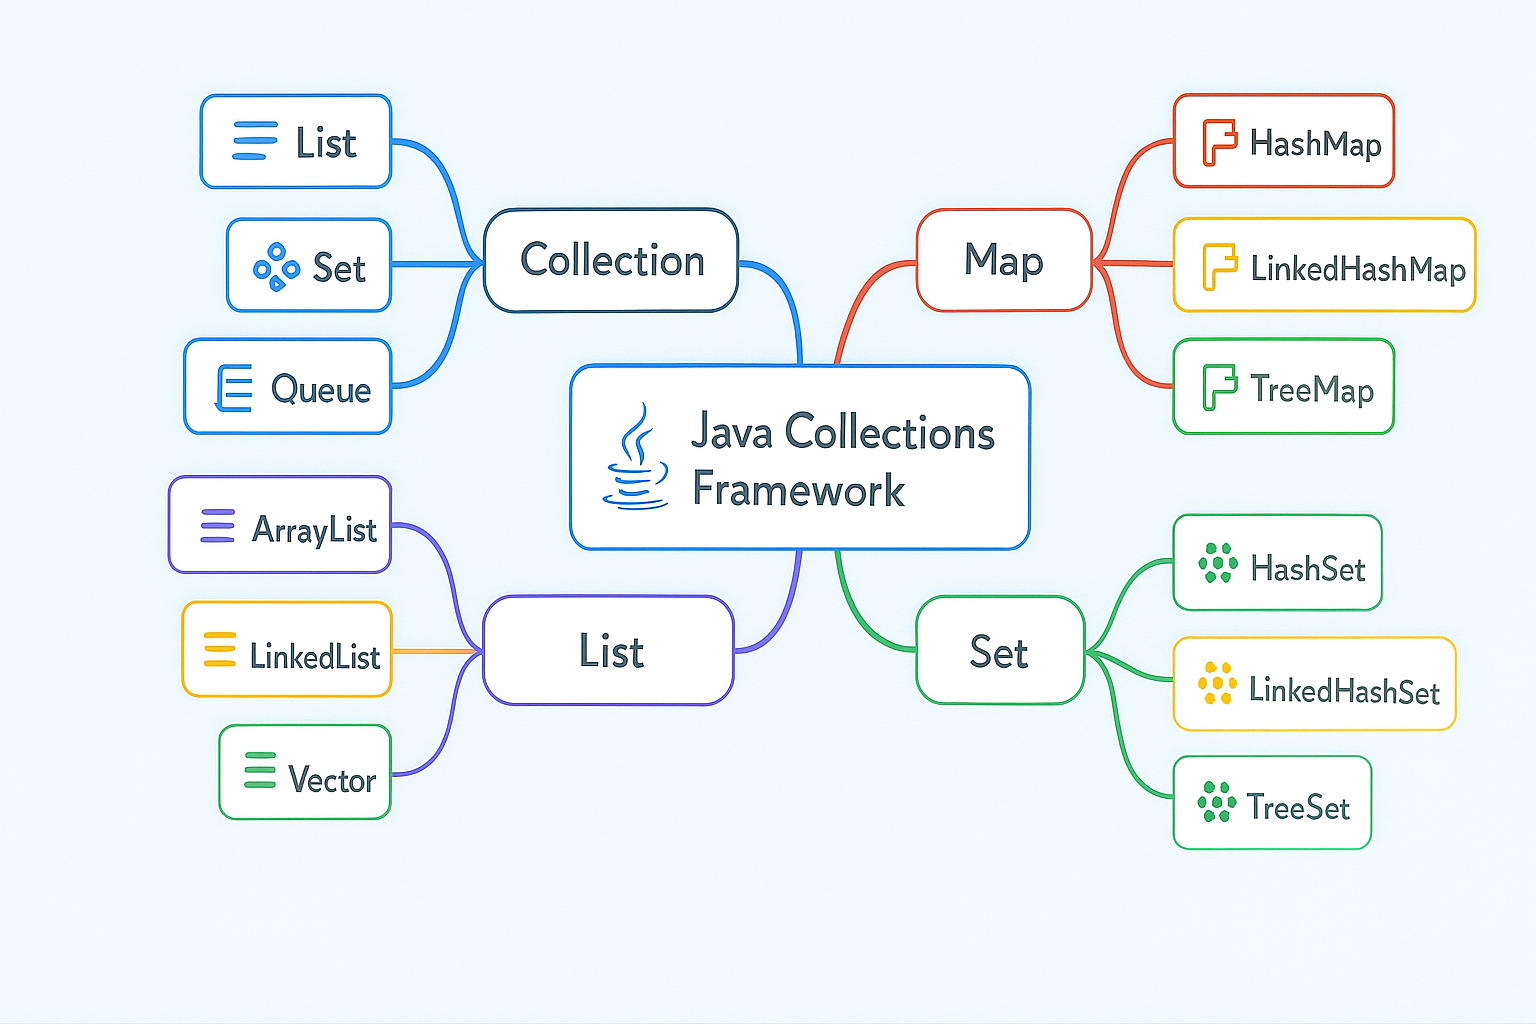 List
Set
Queue
Collection
Map
HashMap
LinkedHashMap
TreeMap
Java Collections
Framework
ArrayList
LinkedList
Vector
List
Set
HashSet
LinkedHashSet
TreeSet